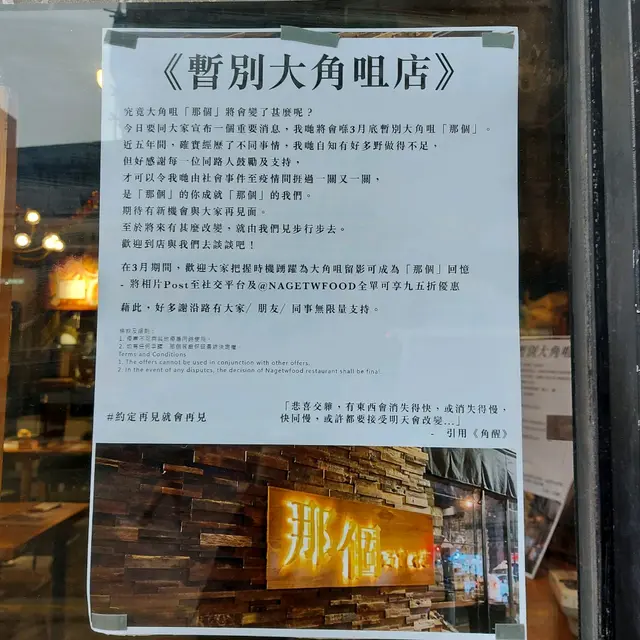 《暫別大角咀店》
究竟大角咀「那個」將會變了甚麼呢？
今日要同大家宣布一個重要消息，我哋將會喺3月底暫別大角咀「那個」。
近五年間，確實經歷了不同事情，我哋自知有好多野做得不足，
但好感謝每一位同路人鼓勵及支持，
才可以令我哋由社會事件至疫情間捱過一關又一關，
是「那個」的你成就「那個」的我們。
期待有新機會與大家再見面。
至於將來有甚麼改變，就由我們見步行步去。
歡迎到店與我們去談談吧！
在3月期間，歡迎大家把握時機踴躍為大角咀留影可成為「那個」回憶
- 將相片Post至社交平台及@NAGETWFOOD全單可享九五折優惠
藉此，好多謝沿路有大家/ 朋友/ 同事無限量支持。
條款及細則：
Terms and Conditions
1. The offers cannot be used in conjunction with other offers.
2. In the event of any disputes, the decision of Nagetwfood restaurant shall be final.
「悲喜交雜，有東西會消失得快，或消失得慢，
快同慢，或許都要接受明天會改變...」
- 引用《角醒》
#約定再見就會再見
那個